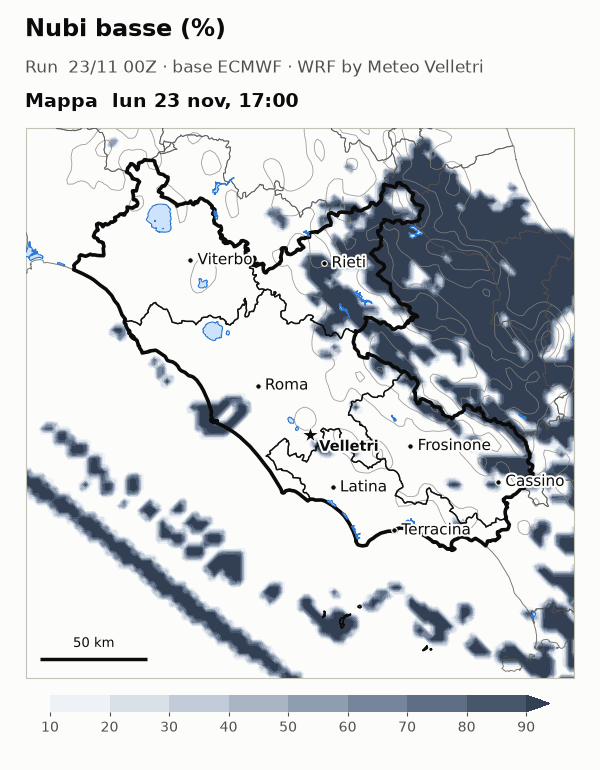 Nubi basse (%)
Run 23/11 00Z · base ECMWF · WRF by Meteo Velletri
Mappa lun 23 nov, 17:00
Viterbo
Rieti
Roma
Velletri
Frosinone
Cassino
Latina
Terracina
50 km
10 20 30 40 50 60 70 80 90